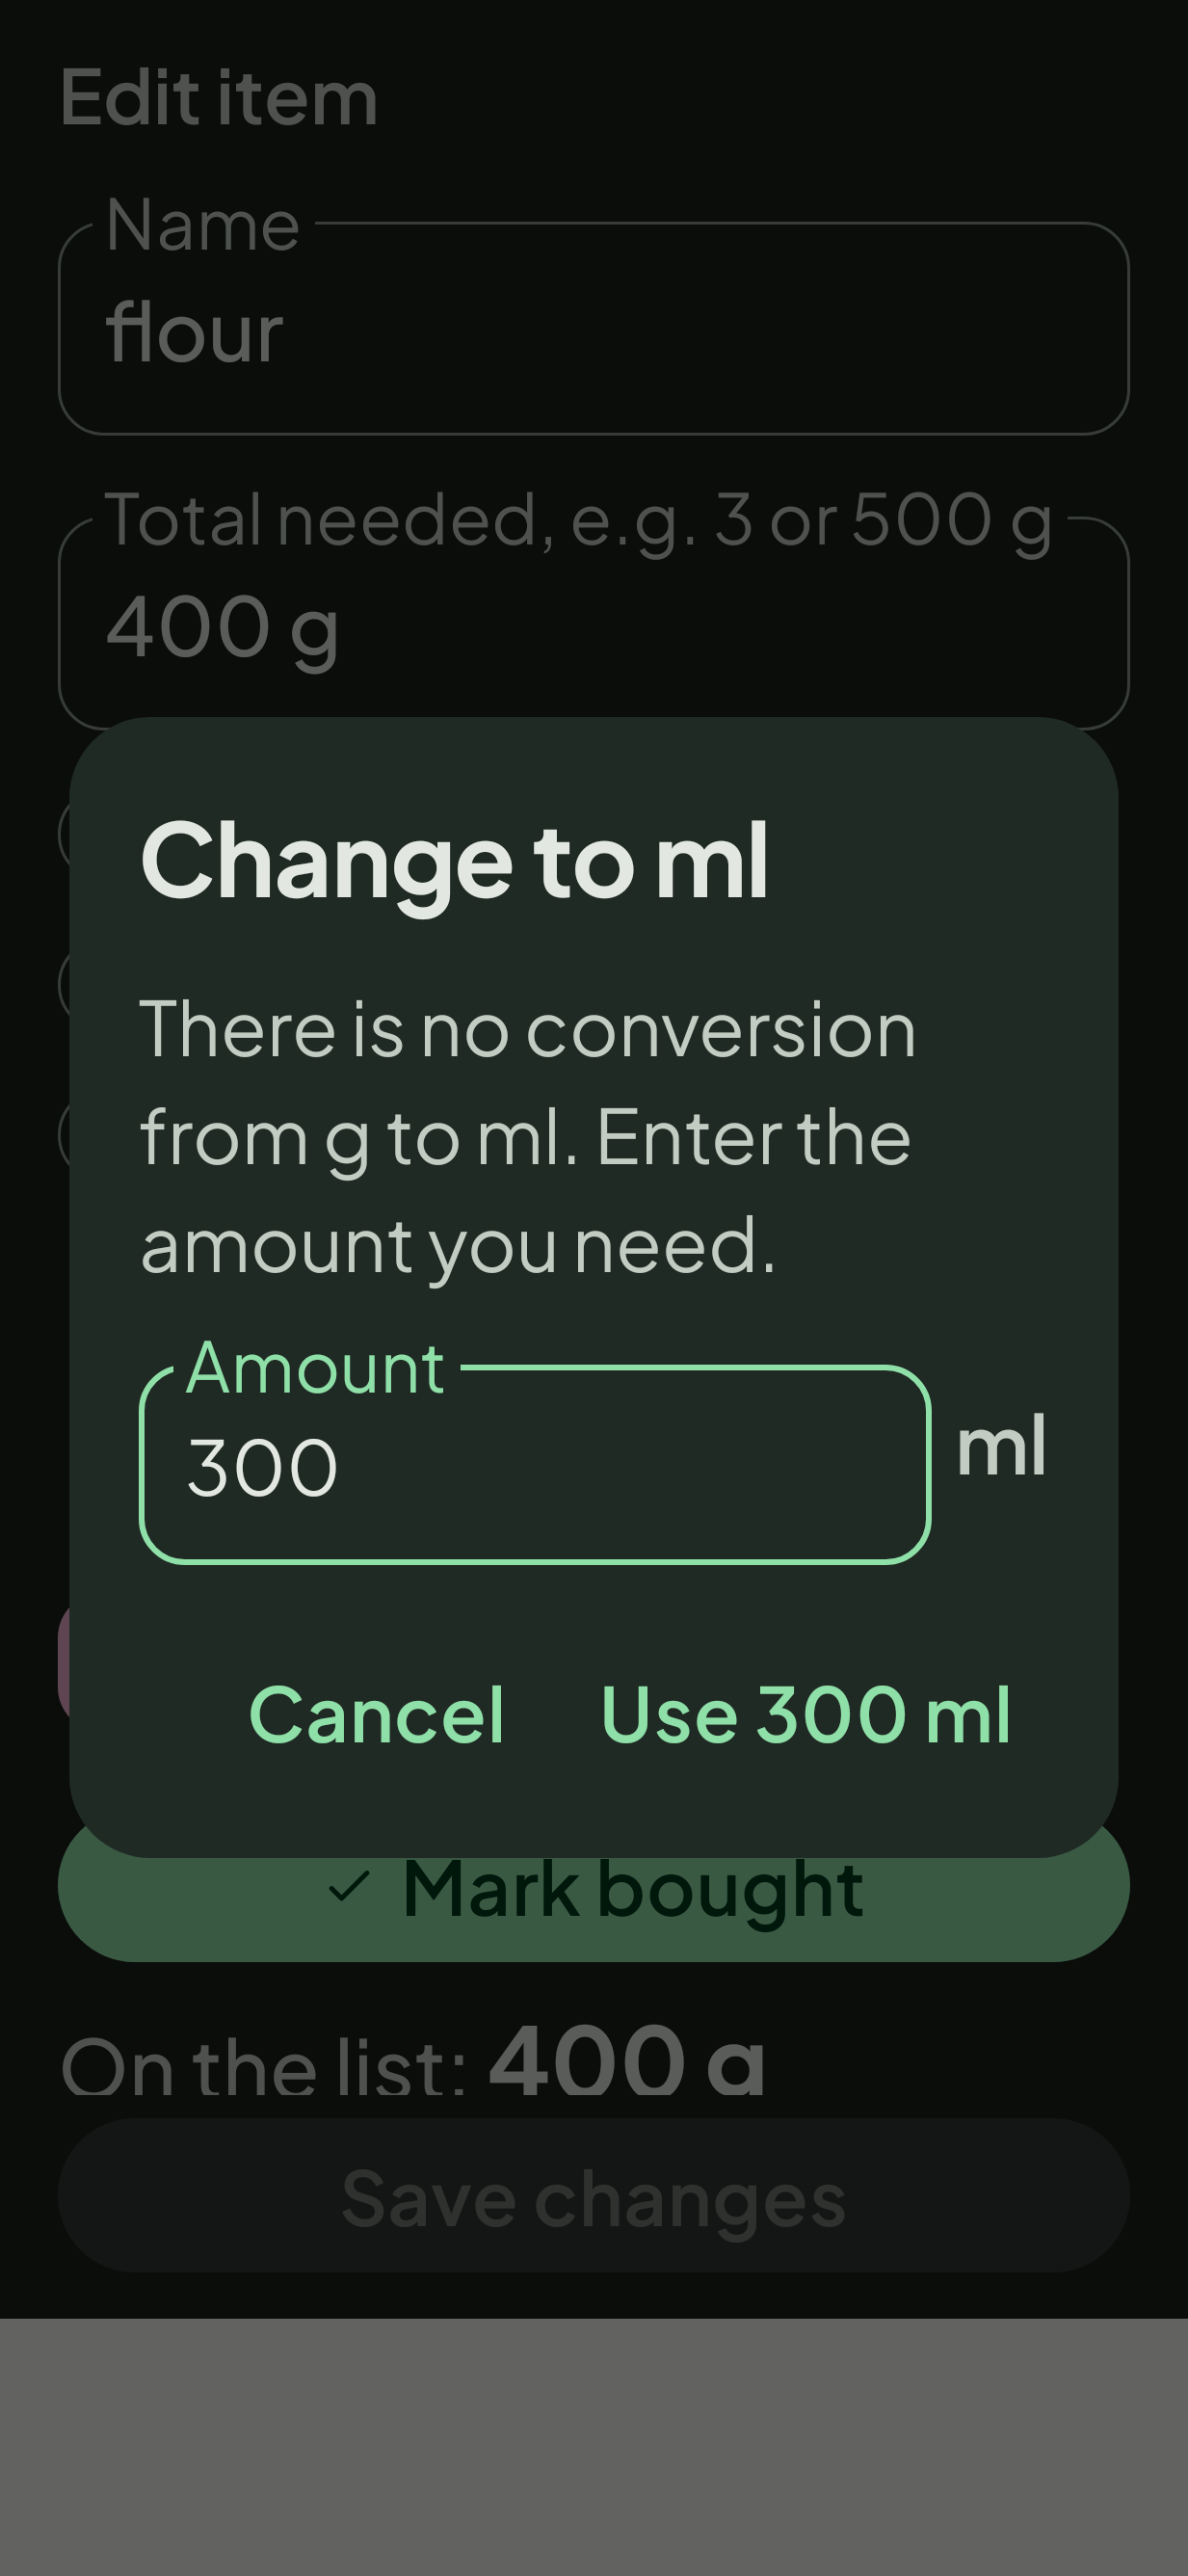 Edit item
Name
flour
Total needed, e.g. 3 or 500 g
400 g
Change to ml
There is no conversion
from g to ml. Enter the
amount you need.
Amount
300
ml
Cancel
Use 300 ml
Mark bought
On the list: 400 g
Save changes